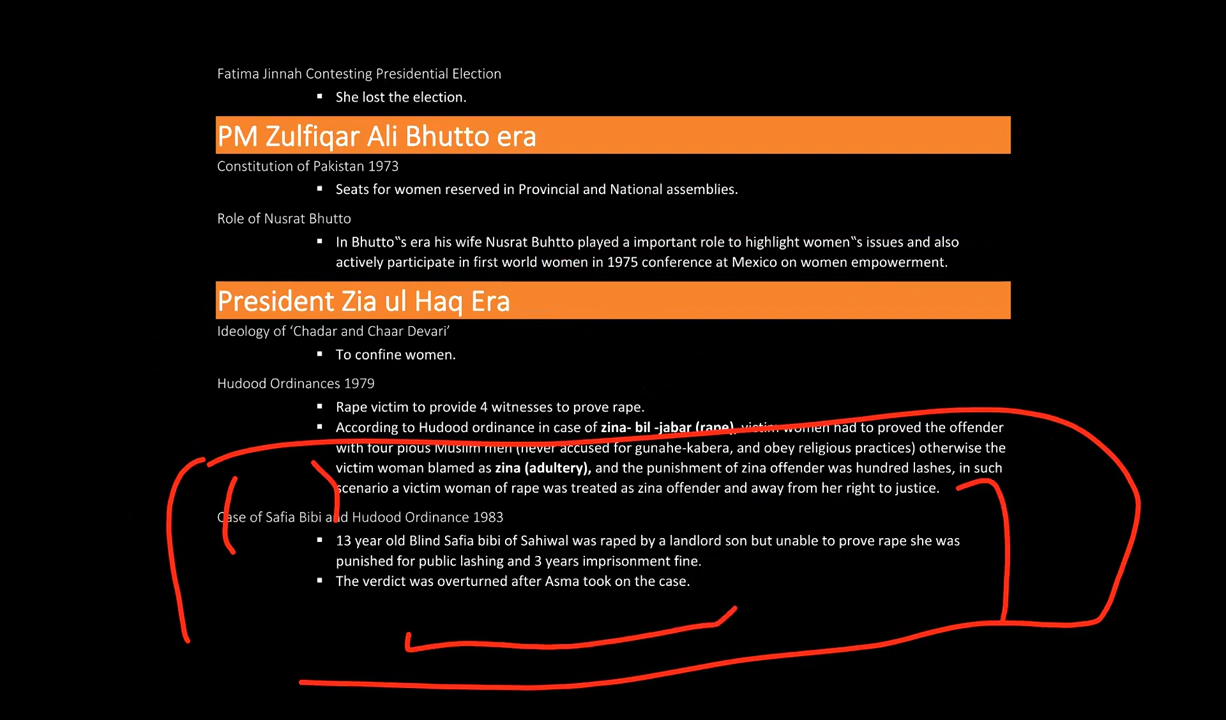 Fatima Jinnah Contesting Presidential Election
▪ She lost the election.
PM Zulfiqar Ali Bhutto era
Constitution of Pakistan 1973
▪ Seats for women reserved in Provincial and National assemblies.
Role of Nusrat Bhutto
▪ In Bhutto‟s era his wife Nusrat Buhtto played a important role to highlight women‟s issues and also
actively participate in first world women in 1975 conference at Mexico on women empowerment.
President Zia ul Haq Era
Ideology of ‘Chadar and Chaar Devari’
▪ To confine women.
Hudood Ordinances 1979
▪ Rape victim to provide 4 witnesses to prove rape.
▪ According to Hudood ordinance in case of zina- bil -jabar (rape), victim women had to proved the offender
with four pious Muslim men (never accused for gunahe-kabera, and obey religious practices) otherwise the
victim woman blamed as zina (adultery), and the punishment of zina offender was hundred lashes, in such
scenario a victim woman of rape was treated as zina offender and away from her right to justice.
Case of Safia Bibi and Hudood Ordinance 1983
▪ 13 year old Blind Safia bibi of Sahiwal was raped by a landlord son but unable to prove rape she was
punished for public lashing and 3 years imprisonment fine.
▪ The verdict was overturned after Asma took on the case.